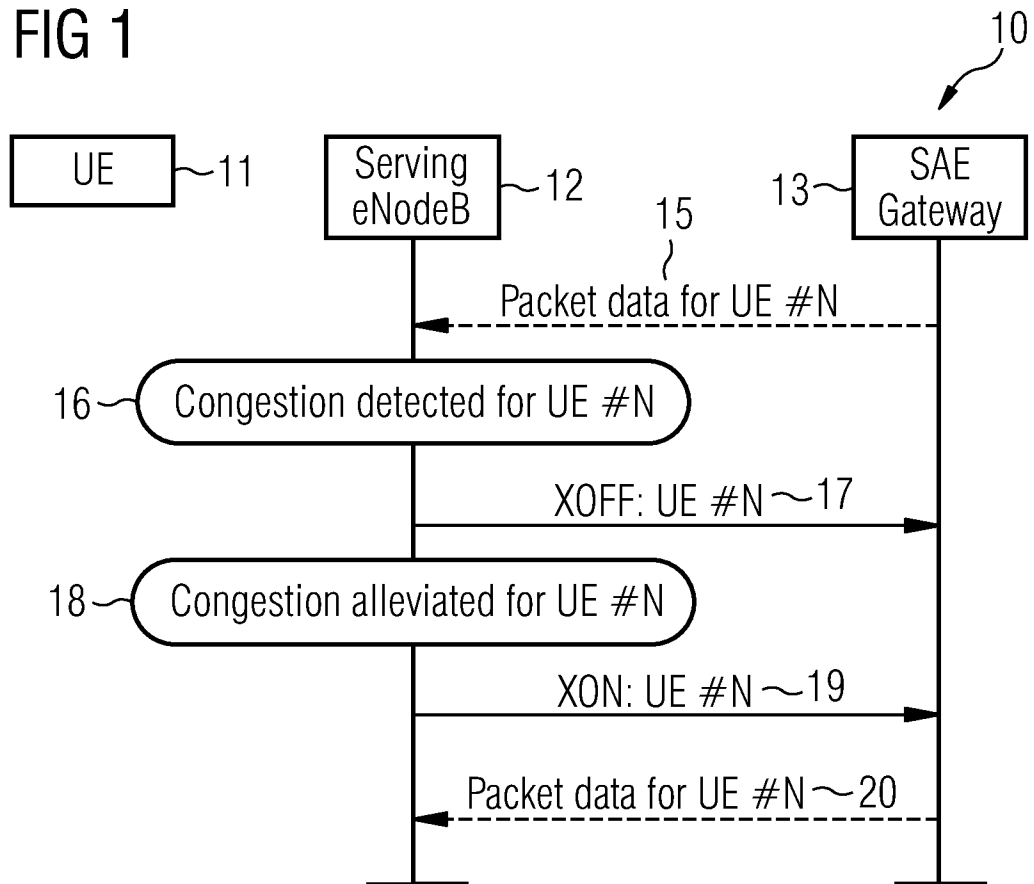 FIG 1
10
UE
11
Serving
eNodeB
12
13
SAE
Gateway
15
Packet data for UE #N
16
Congestion detected for UE #N
XOFF: UE #N
17
18
Congestion alleviated for UE #N
XON: UE #N
19
Packet data for UE #N
20